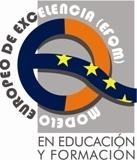 MODELO EUROPEO DE EXCELENCIA (EFQM)
EN EDUCACIÓN
Y FORMACIÓN